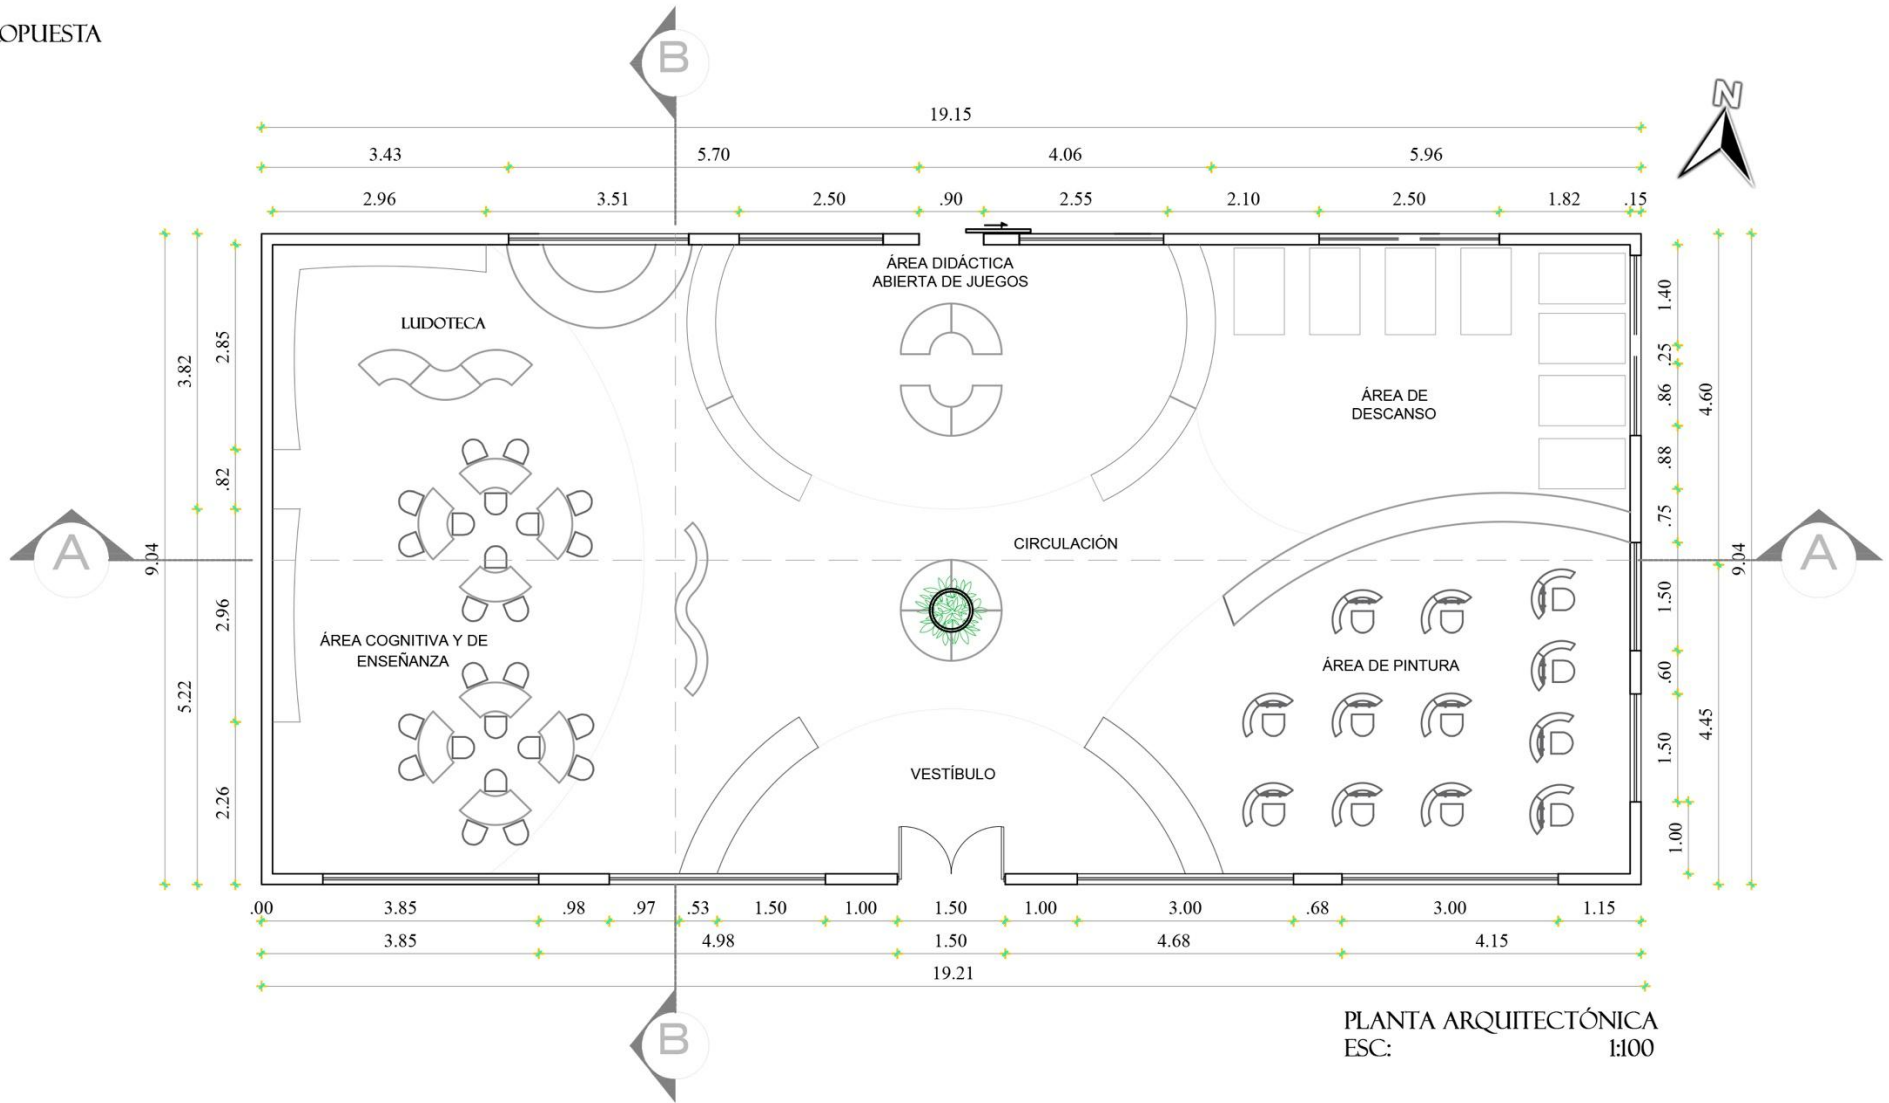 OPUESTA
B
N
19.15
3.43 5.70 4.06 5.96
2.96 3.51 2.50 .90 2.55 2.10 2.50 1.82 .15
ÁREA DIDÁCTICA
ABIERTA DE JUEGOS
LUDOTECA
ÁREA DE
DESCANSO
9.04
3.82
5.22
2.85
.82
2.96
2.26
1.40
.25
.86
.88
.75
1.50
.60
1.50
1.00
4.60
4.45
9.04
A
A
CIRCULACIÓN
ÁREA COGNITIVA Y DE
ENSEÑANZA
ÁREA DE PINTURA
VESTÍBULO
.00 3.85 .98 .97 .53 1.50 1.00 1.50 1.00 3.00 .68 3.00 1.15
3.85 4.98 1.50 4.68 4.15
19.21
B
PLANTA ARQUITECTÓNICA
ESC: 1:100